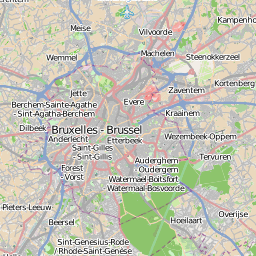 Kampenho
Meise
Vilvoorde
Machelen
Wemmel
Steenokkerzeel
Jette
Zaventem
Kortenberg
Evere
Berchem-Sainte-Agathe
- Sint-Agatha-Berchem
Kraainem
Dilbeek
Bruxelles - Brussel
Anderlecht
Etterbeek
Wezembeek-Oppem
Saint-Gilles
- Sint-Gillis
Tervuren
Auderghem
- Oudergem
Forest
- Vorst
Watermael-Boitsfort
- Watermaal-Bosvoorde
Pieters-Leeuw
Overijse
Beersel
Hoeilaart
Sint-Genesius-Rode
/ Rhode-Saint-Genèse